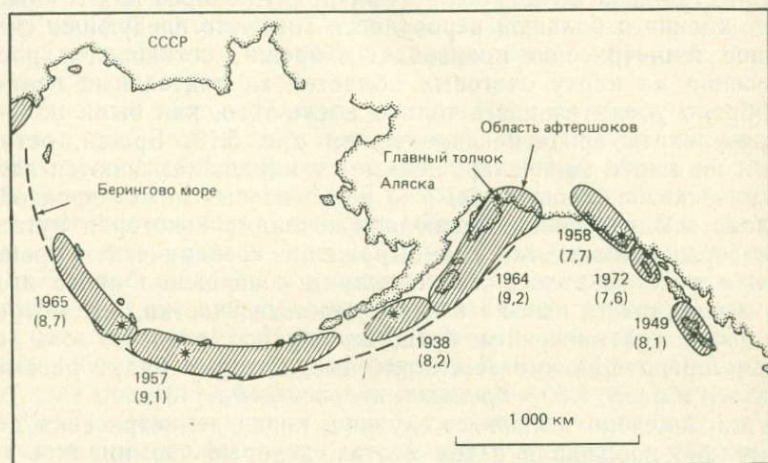 СССР
Область афтершоков
Главный толчок
Аляска
Берингово море
1958
(7,7)
1964
(9,2)
1972
(7,6)
1965
(8,7)
1949
(8,1)
1938
(8,2)
1957
(9,1)
1 000 км